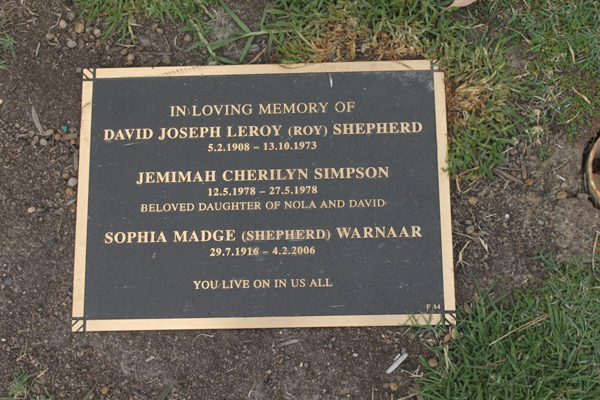 IN LOVING MEMORY OF
DAVID JOSEPH LEROY (ROY) SHEPHERD
5.2.1908 – 13.10.1973
JEMIMAH CHERILYN SIMPSON
12.5.1978 – 27.5.1978
BELOVED DAUGHTER OF NOLA AND DAVID
SOPHIA MADGE (SHEPHERD) WARNAAR
29.7.1916 – 4.2.2006
YOU LIVE ON IN US ALL
F 44